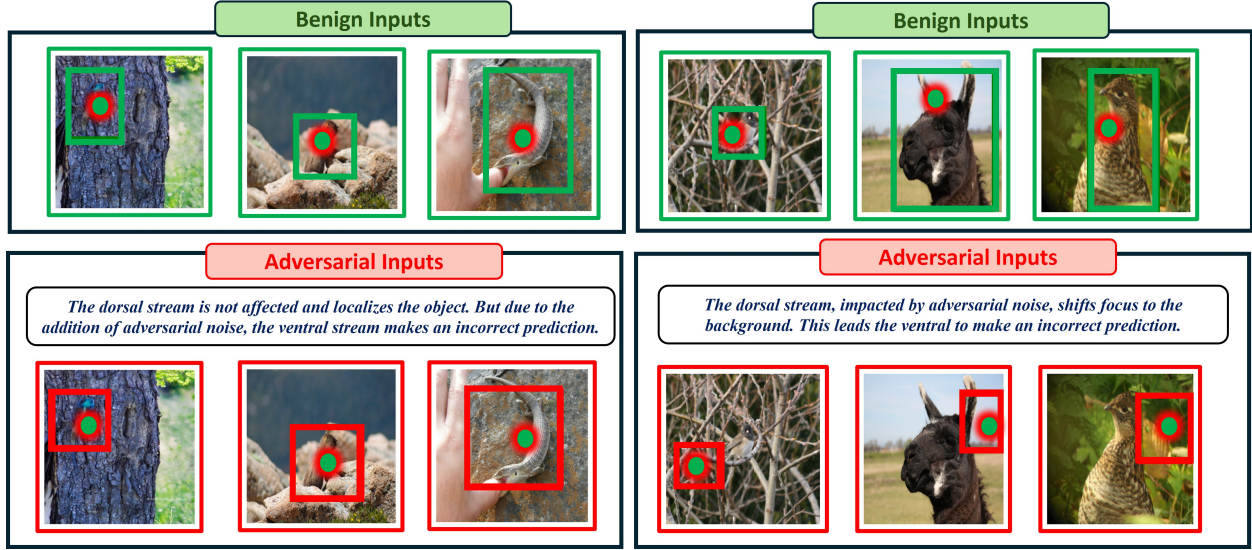 Benign Inputs
Benign Inputs
Adversarial Inputs
The dorsal stream is not affected and localizes the object. But due to the
addition of adversarial noise, the ventral stream makes an incorrect prediction.
Adversarial Inputs
The dorsal stream, impacted by adversarial noise, shifts focus to the
background. This leads the ventral to make an incorrect prediction.